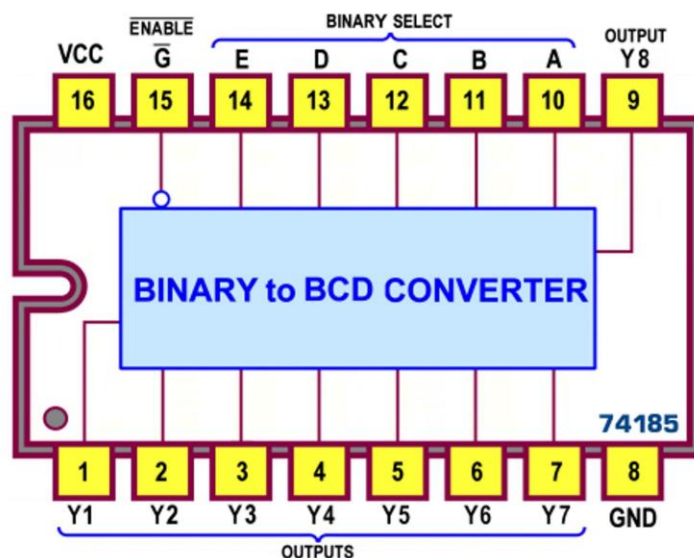 BINARY SELECT
ENABLE
OUTPUT
VCC G E D C B A Y8
16 15 14 13 12 11 10 9
BINARY to BCD CONVERTER
74185
1 2 3 4 5 6 7 8
Y1 Y2 Y3 Y4 Y5 Y6 Y7 GND
OUTPUTS